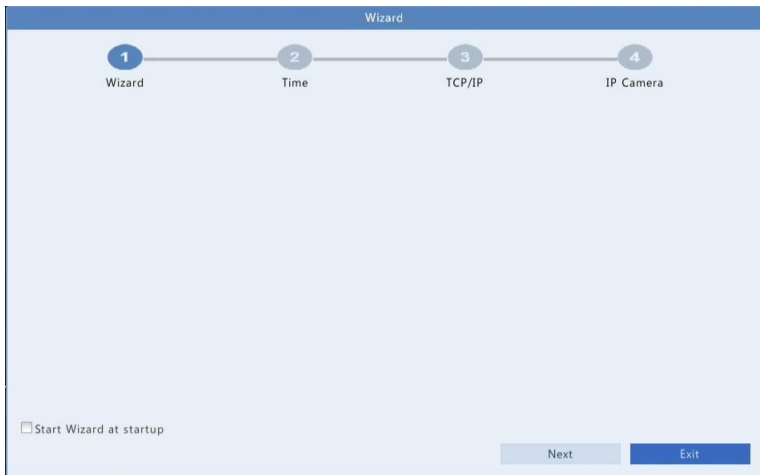 Wizard
1 2 3 4
Wizard Time TCP/IP IP Camera
Start Wizard at startup
Next Exit